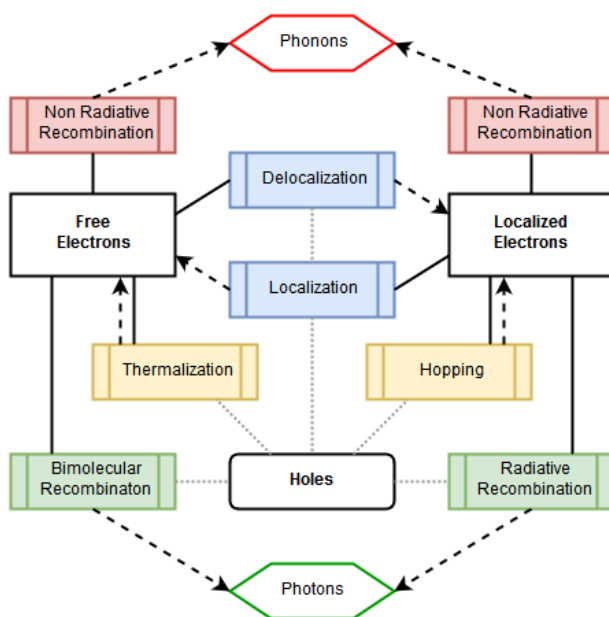 Phonons
Non Radiative
Recombination
Non Radiative
Recombination
Delocalization
Free
Electrons
Localized
Electrons
Localization
Thermalization
Hopping
Bimolecular
Recombinaton
Holes
Radiative
Recombination
Photons